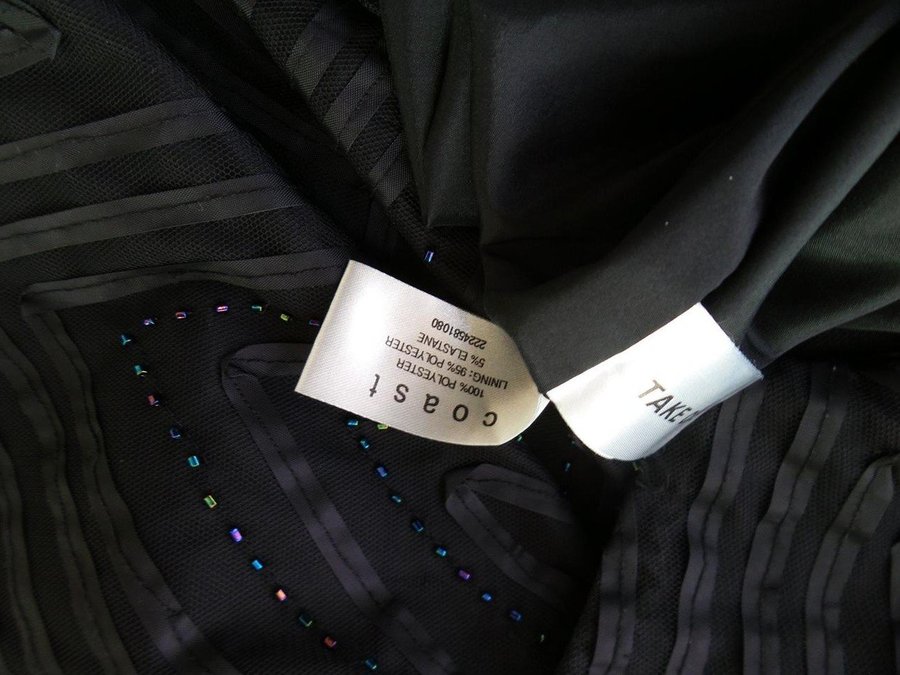 coast
100% POLYESTER
LINING: 95% POLYESTER
5% ELASTANE
2224581080
TAKE